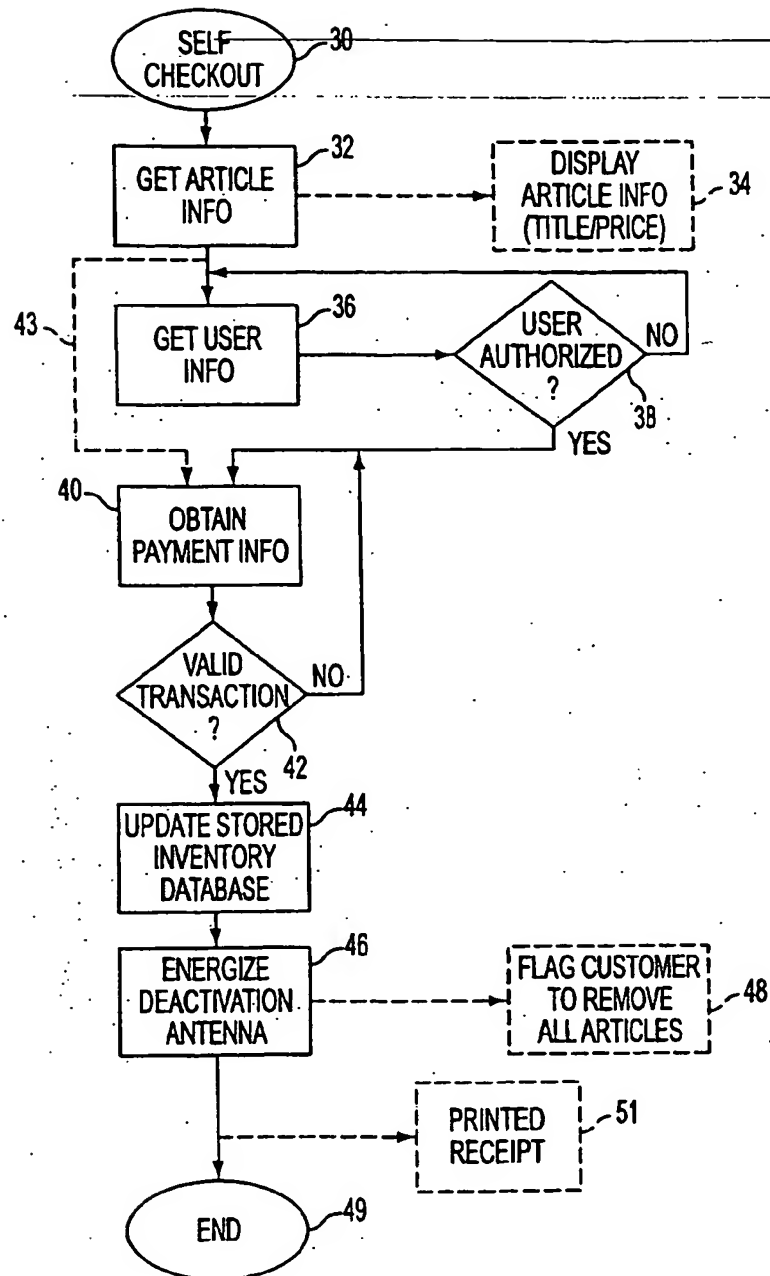 SELF
CHECKOUT
30
32
GET ARTICLE
INFO
DISPLAY
ARTICLE INFO
(TITLE/PRICE)
34
43
36
GET USER
INFO
USER
AUTHORIZED
?
NO
38
YES
40
OBTAIN
PAYMENT INFO
VALID
TRANSACTION
?
NO
42
YES
44
UPDATE STORED
INVENTORY
DATABASE
46
ENERGIZE
DEACTIVATION
ANTENNA
FLAG CUSTOMER
TO REMOVE
ALL ARTICLES
48
PRINTED
RECEIPT
51
END
49